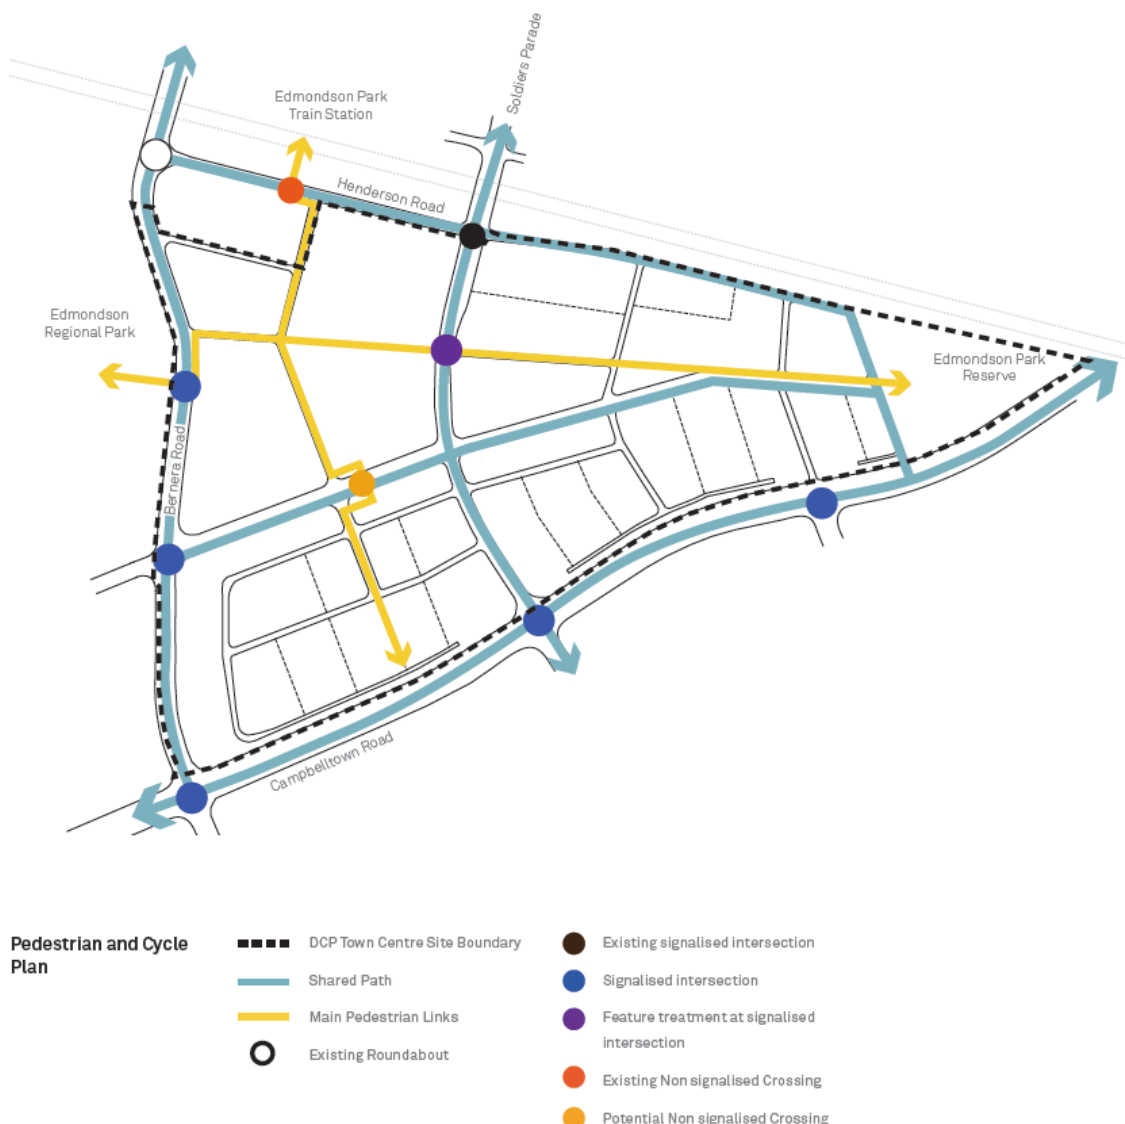 Soldiers Parade
Edmondson Park
Train Station
Henderson Road
Edmondson
Regional Park
Edmondson Park
Reserve
Bernera Road
Campbelltown Road
Pedestrian and Cycle
Plan
DCP Town Centre Site Boundary
Shared Path
Main Pedestrian Links
Existing Roundabout
Existing signalised intersection
Signalised intersection
Feature treatment at signalised
intersection
Existing Non signalised Crossing
Potential Non signalised Crossing